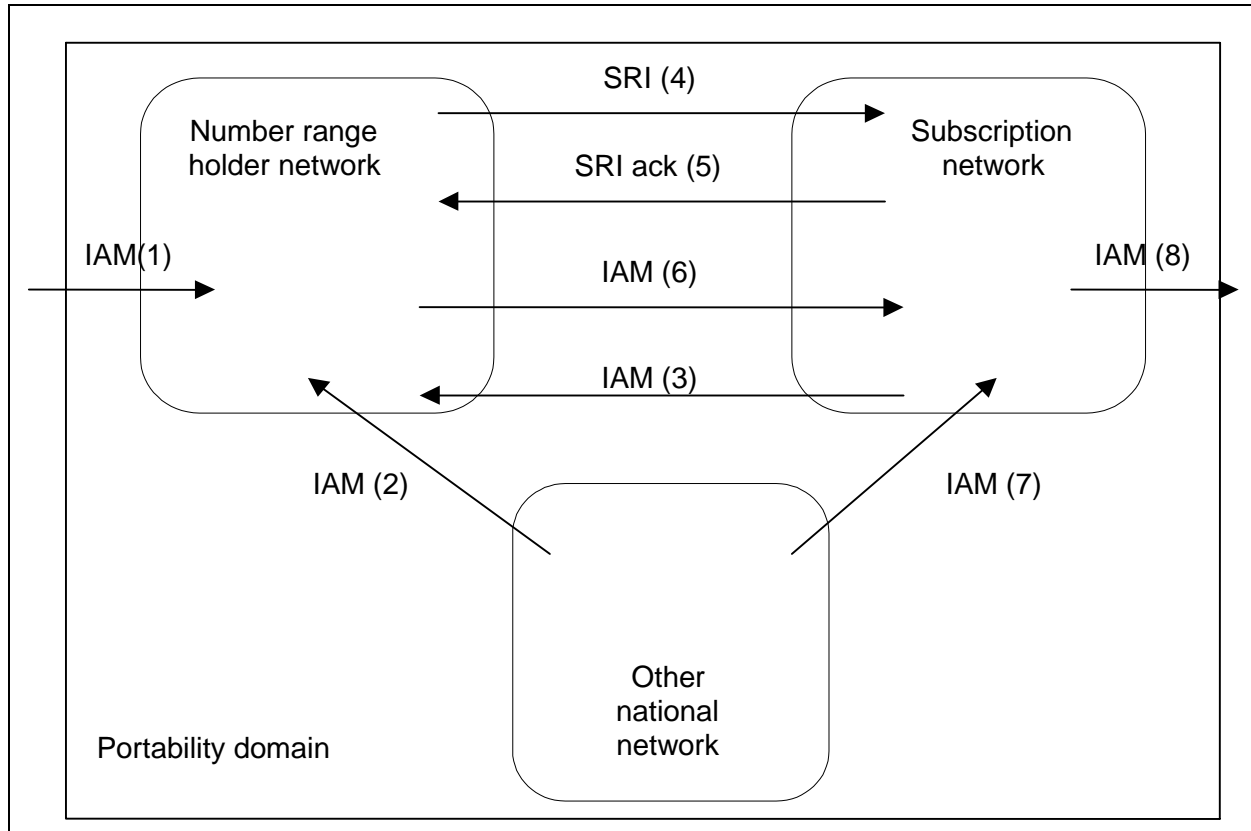 SRI (4)
Number range
holder network
Subscription
network
SRI ack (5)
IAM(1)
IAM (6)
IAM (8)
IAM (3)
IAM (2)
IAM (7)
Other
national
network
Portability domain